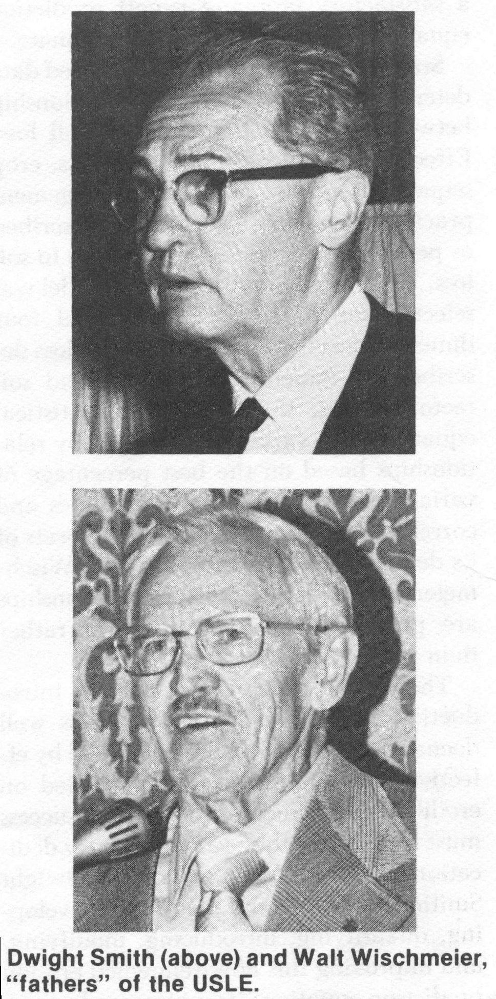 Dwight Smith (above) and Walt Wischmeier,
“fathers” of the USLE.